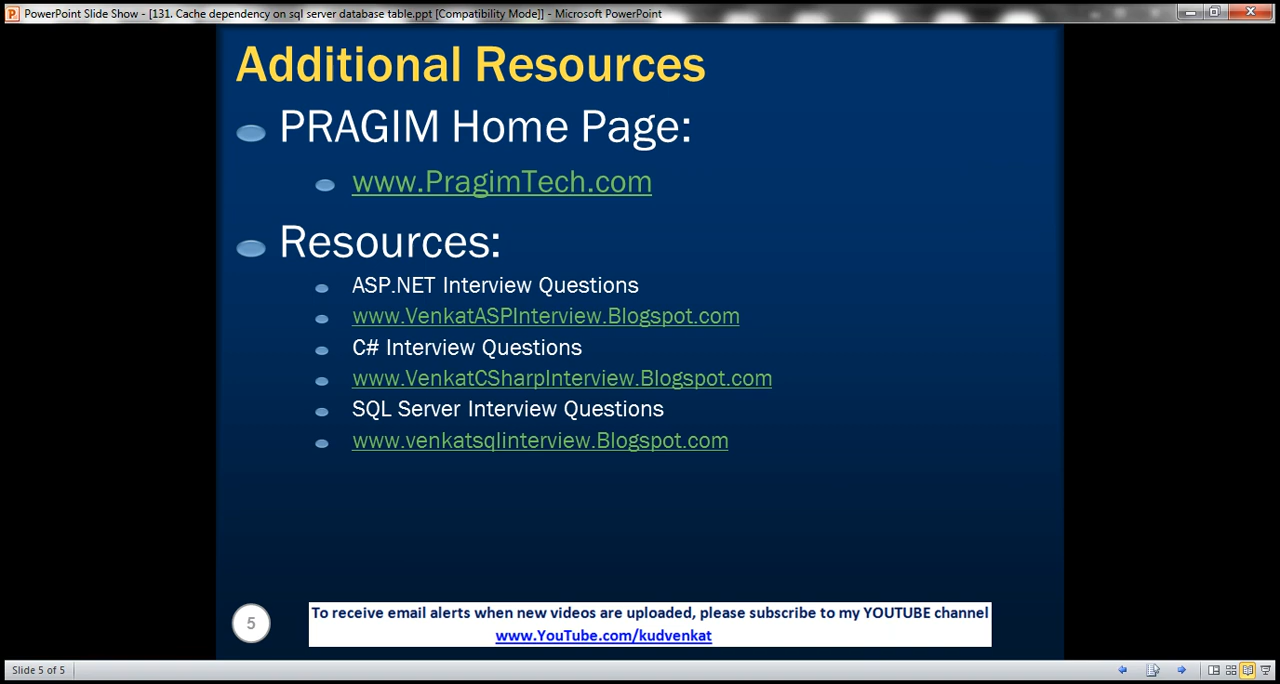 PowerPoint Slide Show - [131. Cache dependency on sql server database table.ppt [Compatibility Mode]] - Microsoft PowerPoint
Additional Resources
PRAGIM Home Page:
www.PragimTech.com
Resources:
ASP.NET Interview Questions
www.VenkatASPInterview.Blogspot.com
C# Interview Questions
www.VenkatCSharpInterview.Blogspot.com
SQL Server Interview Questions
www.venkatsqlinterview.Blogspot.com
5
To receive email alerts when new videos are uploaded, please subscribe to my YOUTUBE channel
www.YouTube.com/kudvenkat
Slide 5 of 5